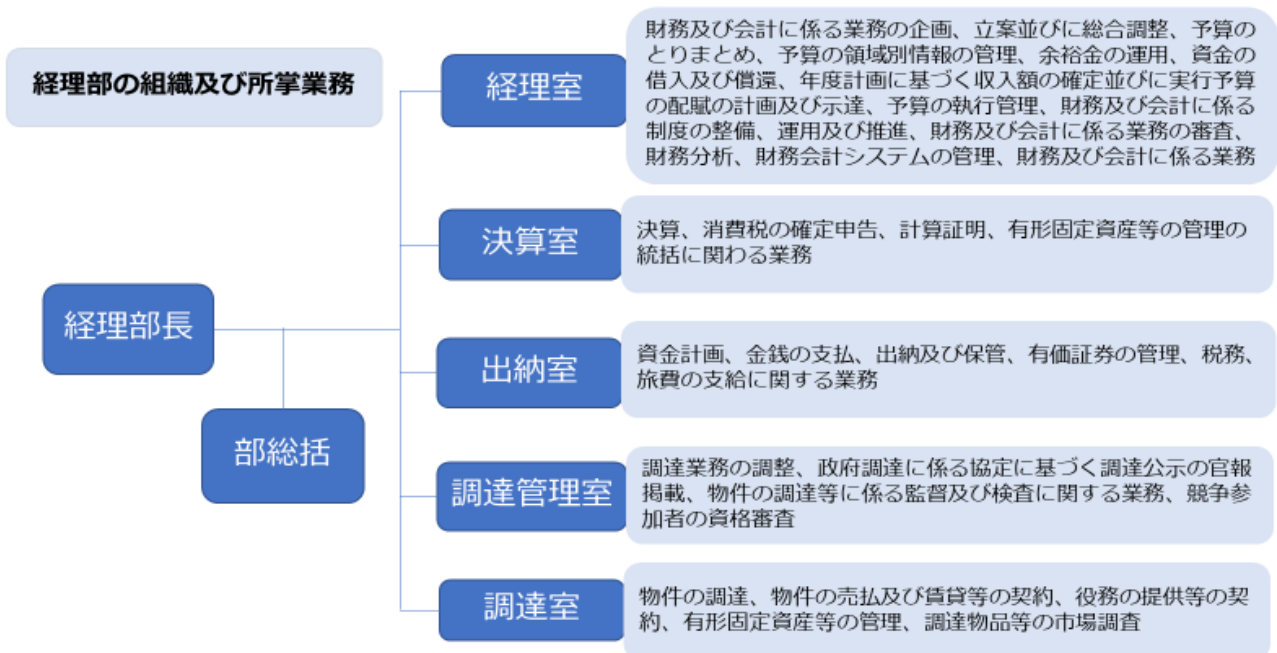 経理部の組織及び所掌業務
経理部長
部総括
経理室
財務及び会計に係る業務の企画、立案並びに総合調整、予算の
とりまとめ、予算の領域別情報の管理、余裕金の運用、資金の
借入及び償還、年度計画に基づく収入額の確定並びに実行予算
の配賦の計画及び示達、予算の執行管理、財務及び会計に係る
制度の整備、運用及び推進、財務及び会計に係る業務の審査、
財務分析、財務会計システムの管理、財務及び会計に係る業務
決算室
決算、消費税の確定申告、計算証明、有形固定資産等の管理の
統括に関わる業務
出納室
資金計画、金銭の支払、出納及び保管、有価証券の管理、税務、
旅費の支給に関する業務
調達管理室
調達業務の調整、政府調達に係る協定に基づく調達公示の官報
掲載、物件の調達等に係る監督及び検査に関する業務、競争参
加者の資格審査
調達室
物件の調達、物件の売払及び賃貸等の契約、役務の提供等の契
約、有形固定資産等の管理、調達物品等の市場調査